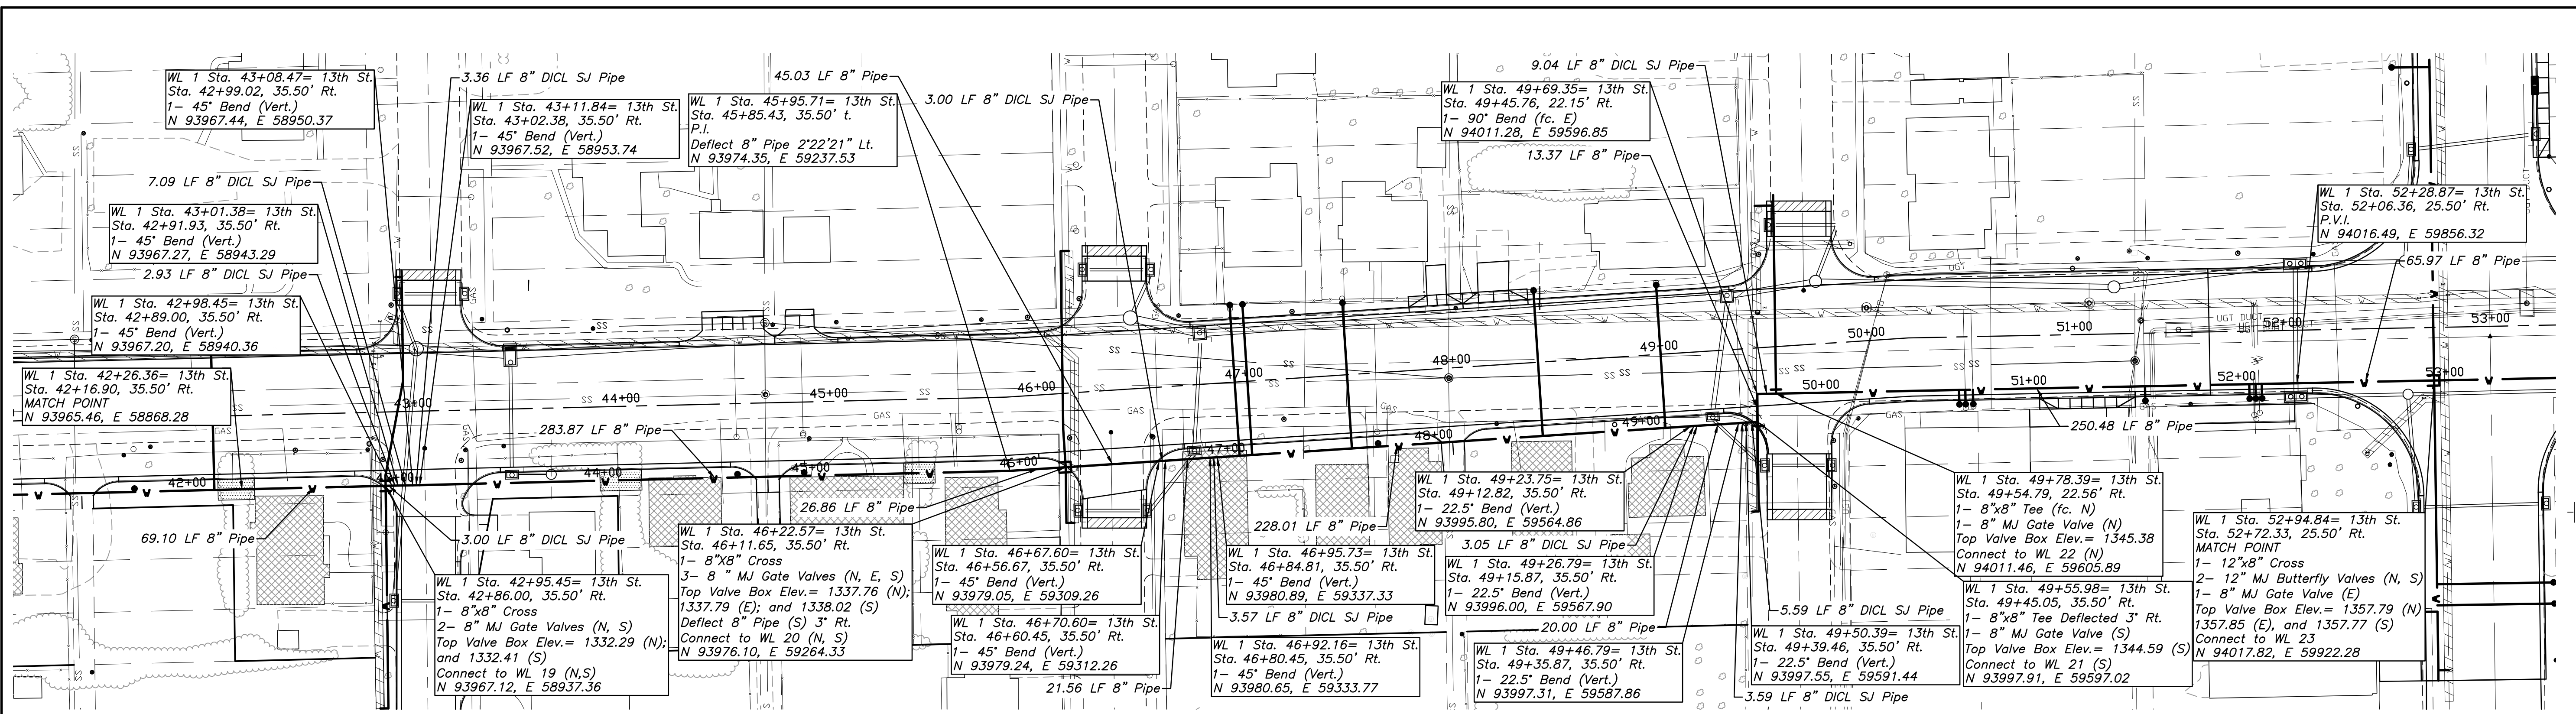 WL 1 Sta. 43+08.47= 13th St.
Sta. 42+99.02, 35.50' Rt.
1- 45° Bend (Vert.)
N 93967.44, E 58950.37
3.36 LF 8" DICL SJ Pipe
WL 1 Sta. 43+11.84= 13th St.
Sta. 43+02.38, 35.50' Rt.
1- 45° Bend (Vert.)
N 93967.52, E 58953.74
45.03 LF 8" Pipe
WL 1 Sta. 45+95.71= 13th St.
Sta. 45+85.43, 35.50' t.
P.I.
Deflect 8" Pipe 2°22'21" Lt.
N 93974.35, E 59237.53
3.00 LF 8" DICL SJ Pipe
9.04 LF 8" DICL SJ Pipe
WL 1 Sta. 49+69.35= 13th St.
Sta. 49+45.76, 22.15' Rt.
1- 90° Bend (fc. E)
N 94011.28, E 59596.85
13.37 LF 8" Pipe
7.09 LF 8" DICL SJ Pipe
WL 1 Sta. 43+01.38= 13th St.
Sta. 42+91.93, 35.50' Rt.
1- 45° Bend (Vert.)
N 93967.27, E 58943.29
2.93 LF 8" DICL SJ Pipe
WL 1 Sta. 42+98.45= 13th St.
Sta. 42+89.00, 35.50' Rt.
1- 45° Bend (Vert.)
N 93967.20, E 58940.36
WL 1 Sta. 42+26.36= 13th St.
Sta. 42+16.90, 35.50' Rt.
MATCH POINT
N 93965.46, E 58868.28
WL 1 Sta. 52+28.87= 13th St.
Sta. 52+06.36, 25.50' Rt.
P.V.I.
N 94016.49, E 59856.32
65.97 LF 8" Pipe
UGT
UGT DUCT
43+00
44+00
45+00
46+00
47+00
48+00
49+00
50+00
51+00
52+00
53+00
SS
GAS
42+00
43+00
44+00
45+00
46+00
47+00
48+00
49+00
50+00
51+00
52+00
53+00
W
283.87 LF 8" Pipe
26.86 LF 8" Pipe
250.48 LF 8" Pipe
69.10 LF 8" Pipe
3.00 LF 8" DICL SJ Pipe
WL 1 Sta. 42+95.45= 13th St.
Sta. 42+86.00, 35.50' Rt.
1- 8"x8" Cross
2- 8" MJ Gate Valves (N, S)
Top Valve Box Elev.= 1332.29 (N);
and 1332.41 (S)
Connect to WL 19 (N,S)
N 93967.12, E 58937.36
WL 1 Sta. 46+22.57= 13th St.
Sta. 46+11.65, 35.50' Rt.
1- 8"X8" Cross
3- 8 " MJ Gate Valves (N, E, S)
Top Valve Box Elev.= 1337.76 (N);
1337.79 (E); and 1338.02 (S)
Deflect 8" Pipe (S) 3° Rt.
Connect to WL 20 (N, S)
N 93976.10, E 59264.33
WL 1 Sta. 46+67.60= 13th St.
Sta. 46+56.67, 35.50' Rt.
1- 45° Bend (Vert.)
N 93979.05, E 59309.26
WL 1 Sta. 46+70.60= 13th St.
Sta. 46+60.45, 35.50' Rt.
1- 45° Bend (Vert.)
N 93979.24, E 59312.26
21.56 LF 8" Pipe
228.01 LF 8" Pipe
WL 1 Sta. 46+95.73= 13th St.
Sta. 46+84.81, 35.50' Rt.
1- 45° Bend (Vert.)
N 93980.89, E 59337.33
3.57 LF 8" DICL SJ Pipe
WL 1 Sta. 46+92.16= 13th St.
Sta. 46+80.45, 35.50' Rt.
1- 45° Bend (Vert.)
N 93980.65, E 59333.77
WL 1 Sta. 49+23.75= 13th St.
Sta. 49+12.82, 35.50' Rt.
1- 22.5° Bend (Vert.)
N 93995.80, E 59564.86
3.05 LF 8" DICL SJ Pipe
WL 1 Sta. 49+26.79= 13th St.
Sta. 49+15.87, 35.50' Rt.
1- 22.5° Bend (Vert.)
N 93996.00, E 59567.90
20.00 LF 8" Pipe
WL 1 Sta. 49+46.79= 13th St.
Sta. 49+35.87, 35.50' Rt.
1- 22.5° Bend (Vert.)
N 93997.31, E 59587.86
5.59 LF 8" DICL SJ Pipe
WL 1 Sta. 49+50.39= 13th St.
Sta. 49+39.46, 35.50' Rt.
1- 22.5° Bend (Vert.)
N 93997.55, E 59591.44
3.59 LF 8" DICL SJ Pipe
WL 1 Sta. 49+78.39= 13th St.
Sta. 49+54.79, 22.56' Rt.
1- 8"x8" Tee (fc. N)
1- 8" MJ Gate Valve (N)
Top Valve Box Elev.= 1345.38
Connect to WL 22 (N)
N 94011.46, E 59605.89
WL 1 Sta. 49+55.98= 13th St.
Sta. 49+45.05, 35.50' Rt.
1- 8"x8" Tee Deflected 3° Rt.
1- 8" MJ Gate Valve (S)
Top Valve Box Elev.= 1344.59 (S)
Connect to WL 21 (S)
N 93997.91, E 59597.02
WL 1 Sta. 52+94.84= 13th St.
Sta. 52+72.33, 25.50' Rt.
MATCH POINT
1- 12"x8" Cross
2- 12" MJ Butterfly Valves (N, S)
1- 8" MJ Gate Valve (E)
Top Valve Box Elev.= 1357.79 (N)
1357.85 (E), and 1357.77 (S)
Connect to WL 23
N 94017.82, E 59922.28